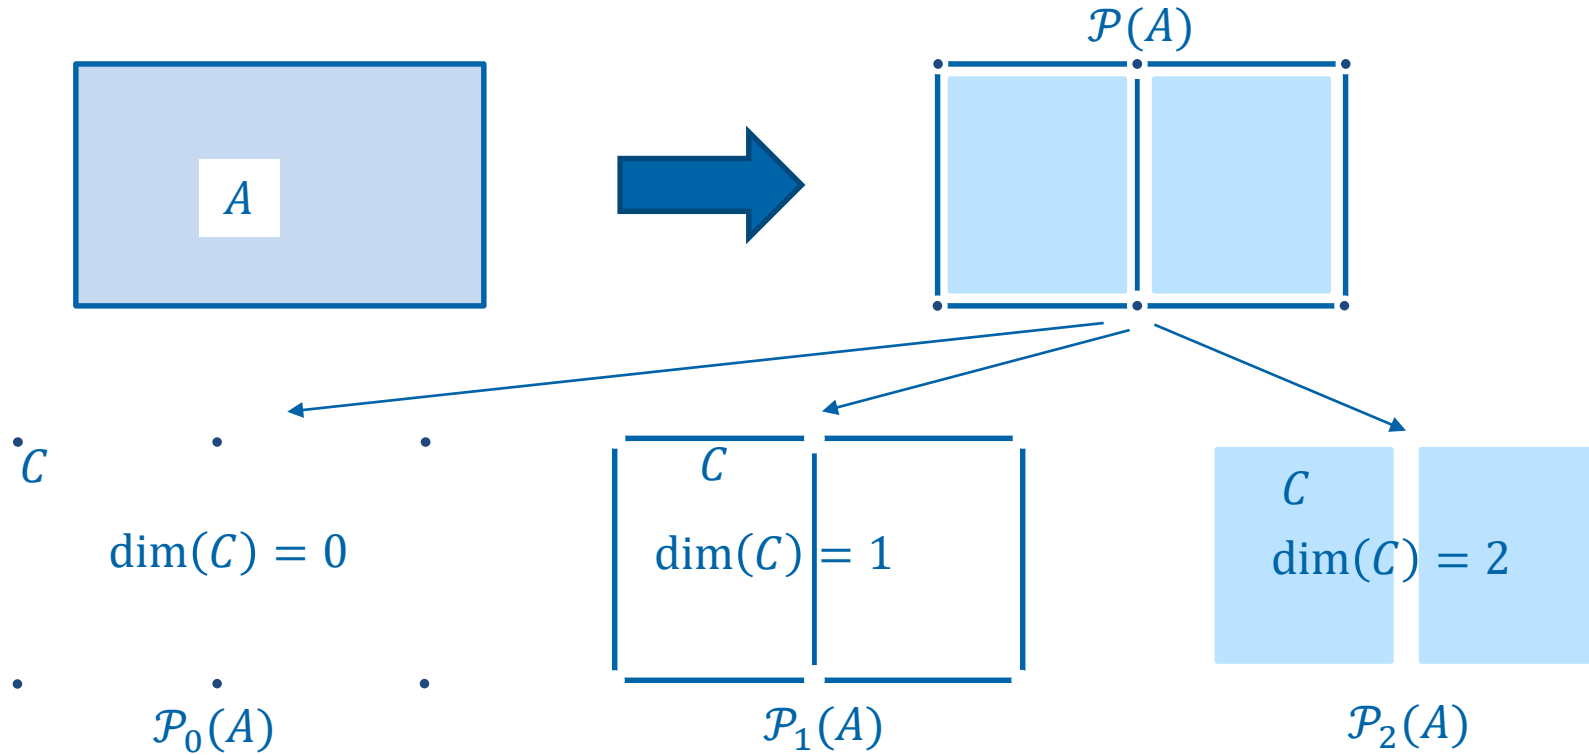 𝒫(A)
A
C
dim(C) = 0
𝒫₀(A)
C
dim(C) = 1
𝒫₁(A)
C
dim(C) = 2
𝒫₂(A)